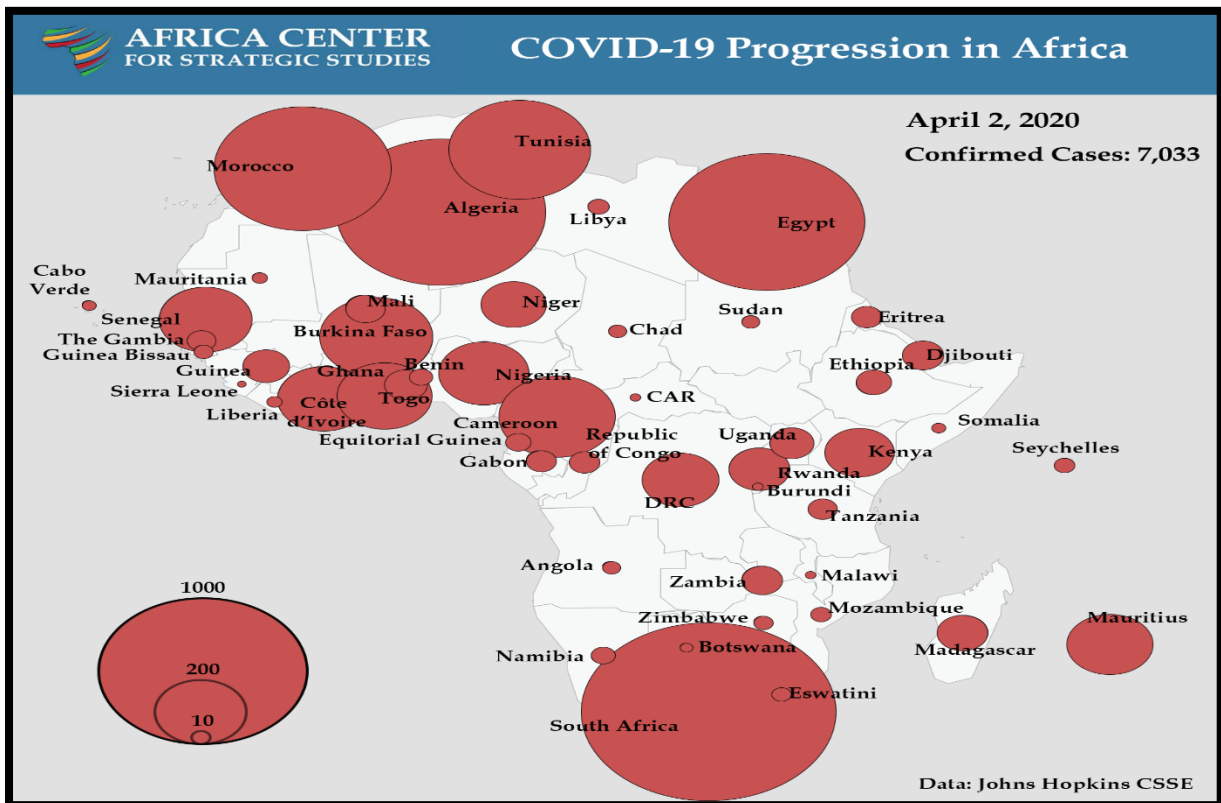 AFRICA CENTER
FOR STRATEGIC STUDIES
COVID-19 Progression in Africa
April 2, 2020
Confirmed Cases: 7,033
Morocco
Tunisia
Algeria
Libya
Egypt
Cabo
Verde
Mauritania
Mali
Niger
Chad
Sudan
Eritrea
Senegal
The Gambia
Guinea Bissau
Burkina Faso
Guinea
Sierra Leone
Liberia
Côte
d'Ivoire
Ghana
Togo
Benin
Nigeria
Cameroon
Equitorial Guinea
Gabon
Republic
of Congo
CAR
Ethiopia
Djibouti
Somalia
Seychelles
Uganda
Kenya
Rwanda
Burundi
DRC
Tanzania
Angola
Zambia
Malawi
Mozambique
Zimbabwe
Namibia
Botswana
Eswatini
South Africa
Madagascar
Mauritius
1000
200
10
Data: Johns Hopkins CSSE